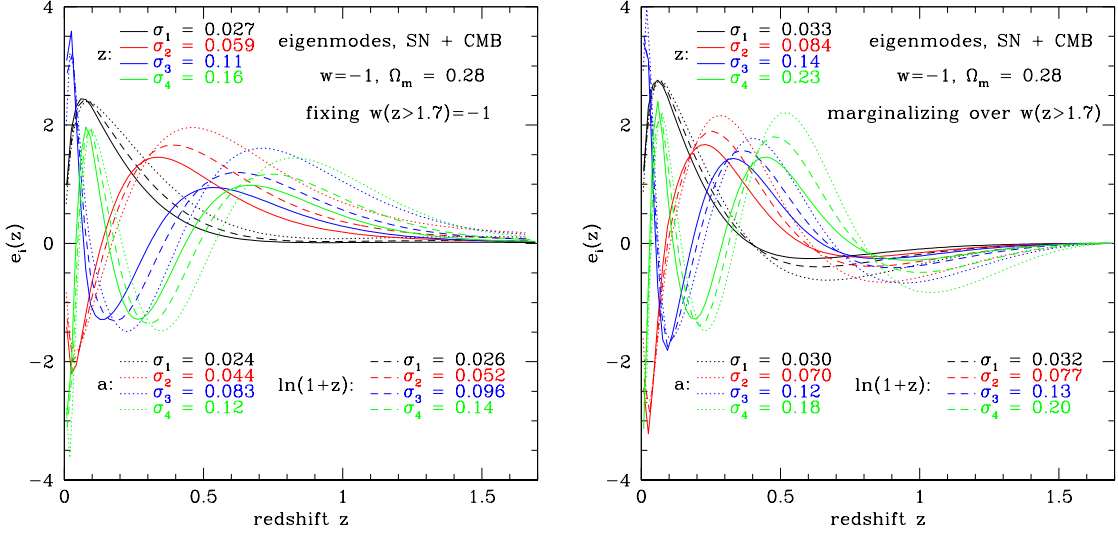 z:
σ₁ = 0.027
σ₂ = 0.059
σ₃ = 0.11
σ₄ = 0.16
eigenmodes, SN + CMB
w=−1, Ωₘ = 0.28
fixing w(z>1.7)=−1
a:
σ₁ = 0.024
σ₂ = 0.044
σ₃ = 0.083
σ₄ = 0.12
ln(1+z):
σ₁ = 0.026
σ₂ = 0.052
σ₃ = 0.096
σ₄ = 0.14
4
2
0
−2
−4
eᵢ(z)
0
0.5
1
1.5
redshift z
z:
σ₁ = 0.033
σ₂ = 0.084
σ₃ = 0.14
σ₄ = 0.23
eigenmodes, SN + CMB
w=−1, Ωₘ = 0.28
marginalizing over w(z>1.7)
a:
σ₁ = 0.030
σ₂ = 0.070
σ₃ = 0.12
σ₄ = 0.18
ln(1+z):
σ₁ = 0.032
σ₂ = 0.077
σ₃ = 0.13
σ₄ = 0.20
4
2
0
−2
−4
eᵢ(z)
0
0.5
1
1.5
redshift z